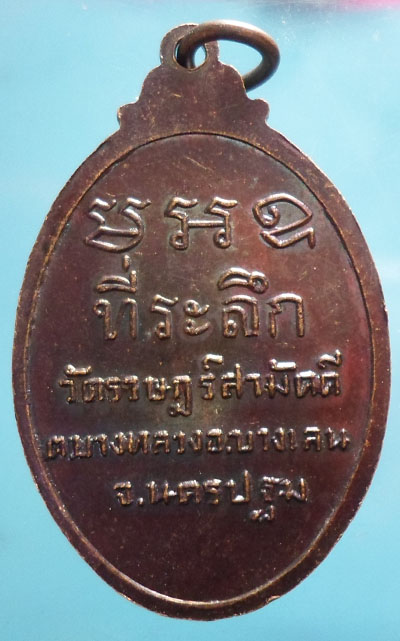 ที่ระลึก
วัดราษฎร์สามัคคี
ต.บางหลวง อ.บางเลน
จ.นครปฐม